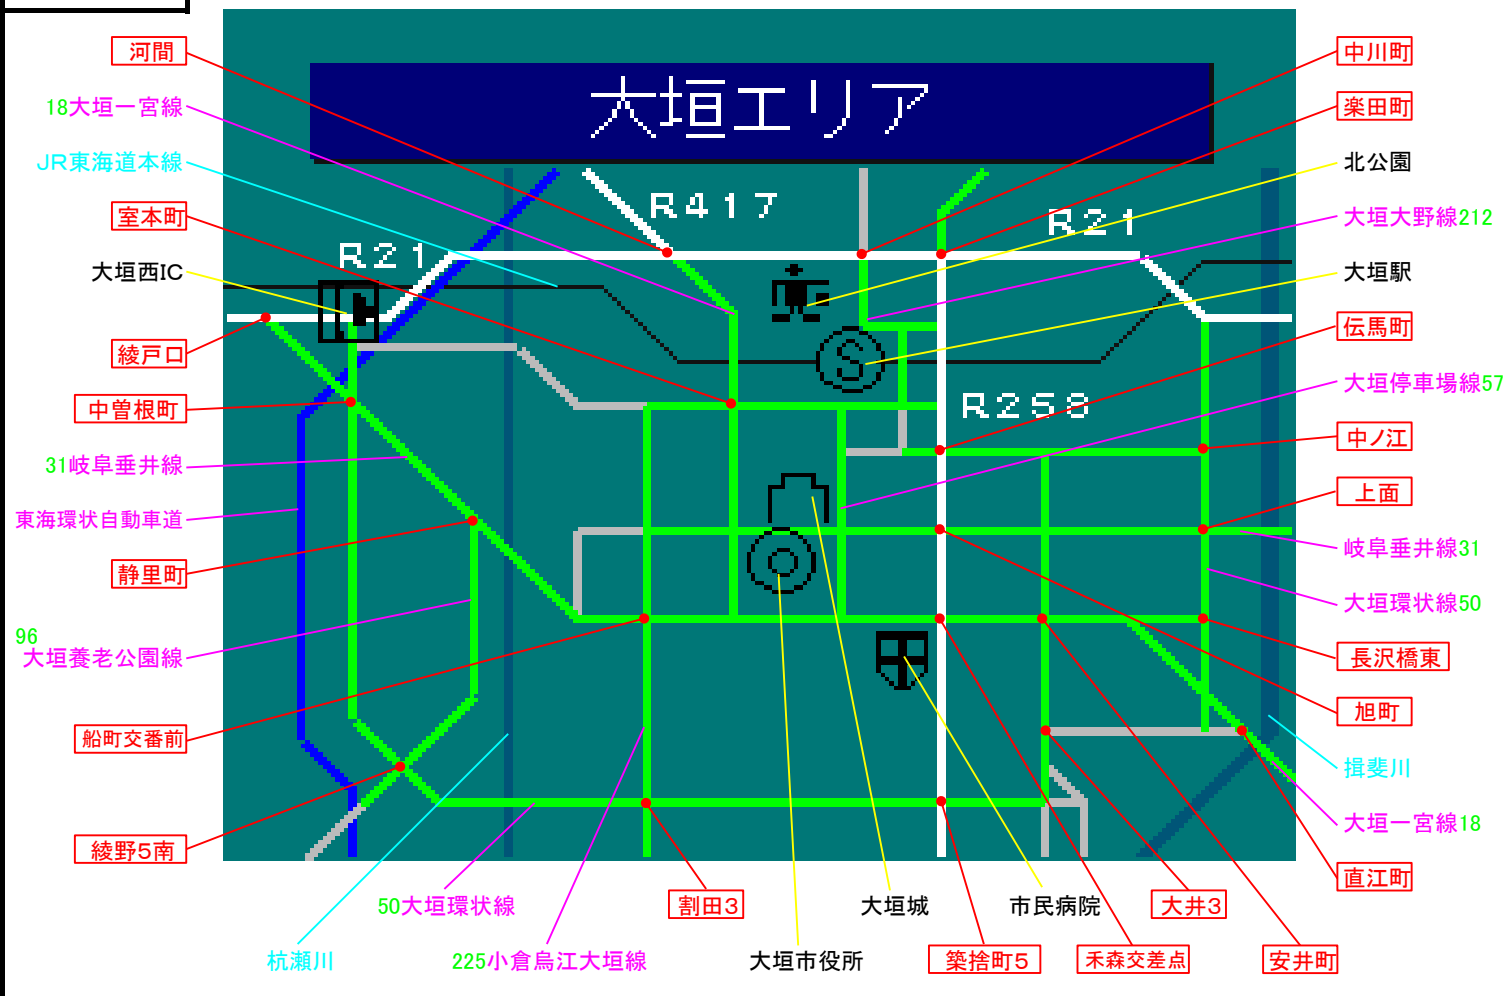 大垣エリア
河間
18大垣一宮線
JR東海道本線
室本町
大垣西IC
綾戸口
中曽根町
31岐阜垂井線
東海環状自動車道
静里町
96
大垣養老公園線
船町交番前
綾野5南
R417
R21
R21
R258
S
中川町
楽田町
北公園
大垣大野線212
大垣駅
伝馬町
大垣停車場線57
中ノ江
上面
岐阜垂井線31
大垣環状線50
長沢橋東
旭町
揖斐川
大垣一宮線18
直江町
50大垣環状線
割田3
大垣城
市民病院
大井3
杭瀬川
225小倉烏江大垣線
大垣市役所
築捨町5
禾森交差点
安井町